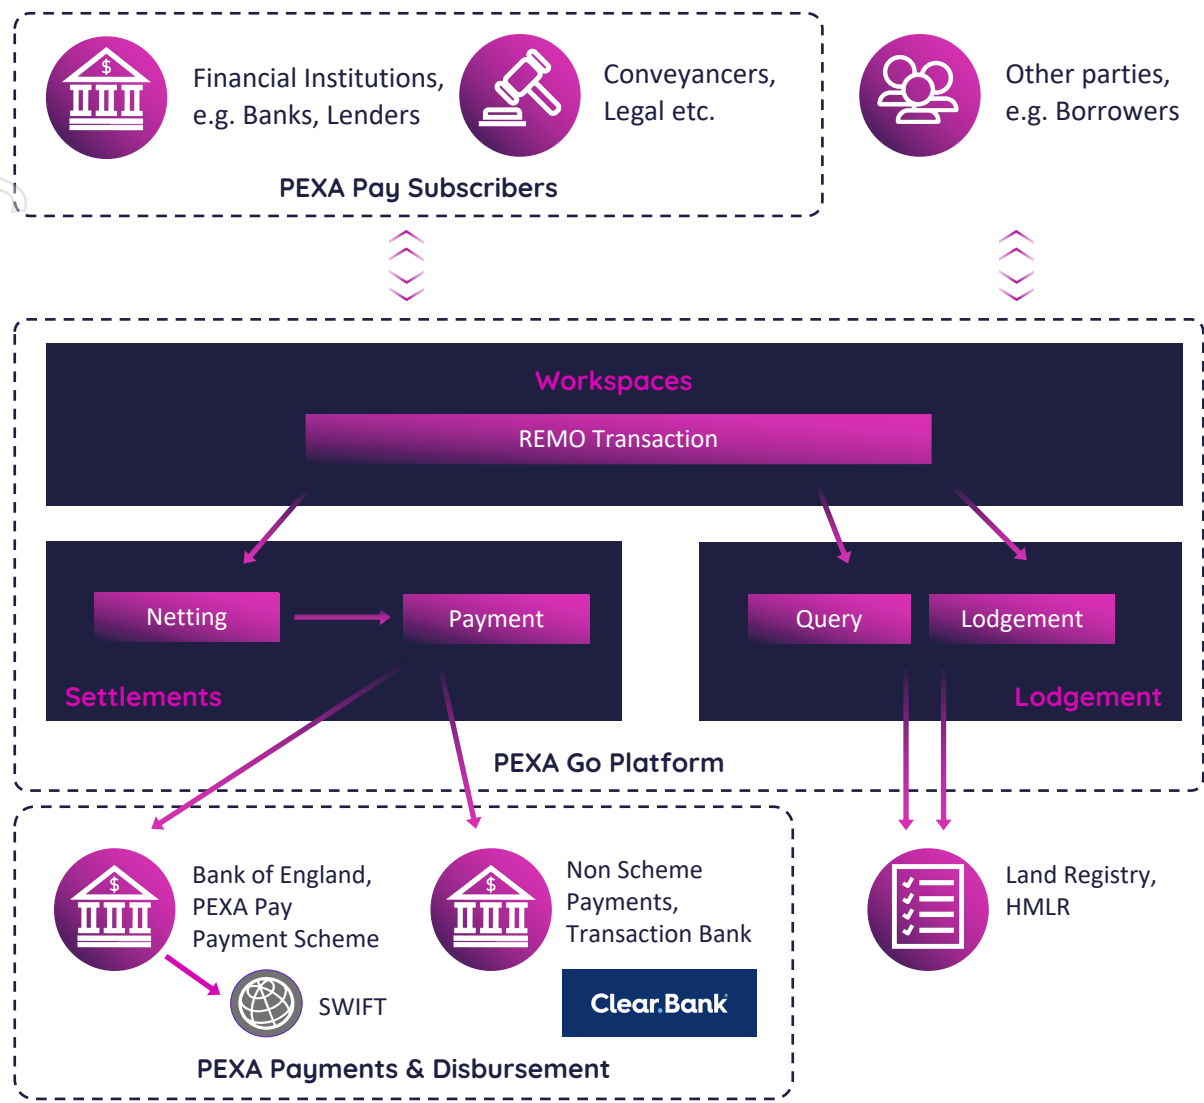 $
Financial Institutions,
e.g. Banks, Lenders
Conveyancers,
Legal etc.
Other parties,
e.g. Borrowers
PEXA Pay Subscribers
Workspaces
REMO Transaction
Netting
Payment
Query
Lodgement
Settlements
Lodgement
PEXA Go Platform
$
Bank of England,
PEXA Pay
Payment Scheme
SWIFT
$
Non Scheme
Payments,
Transaction Bank
Clear.Bank
Land Registry,
HMLR
PEXA Payments & Disbursement